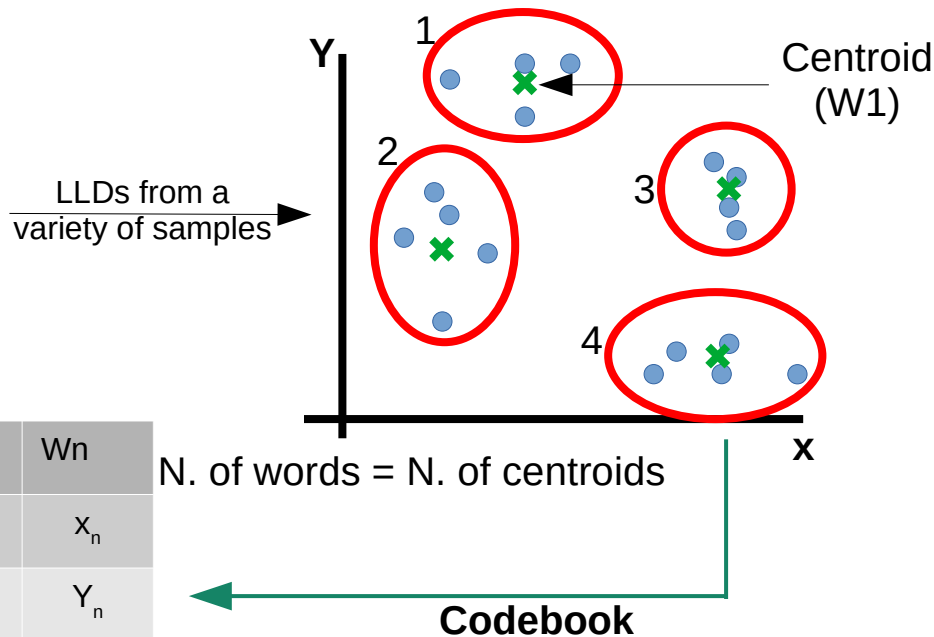 1
Y
Centroid
(W1)
2
3
LLDs from a
variety of samples
4
x
Wn
N. of words = N. of centroids
xn
Yn
Codebook